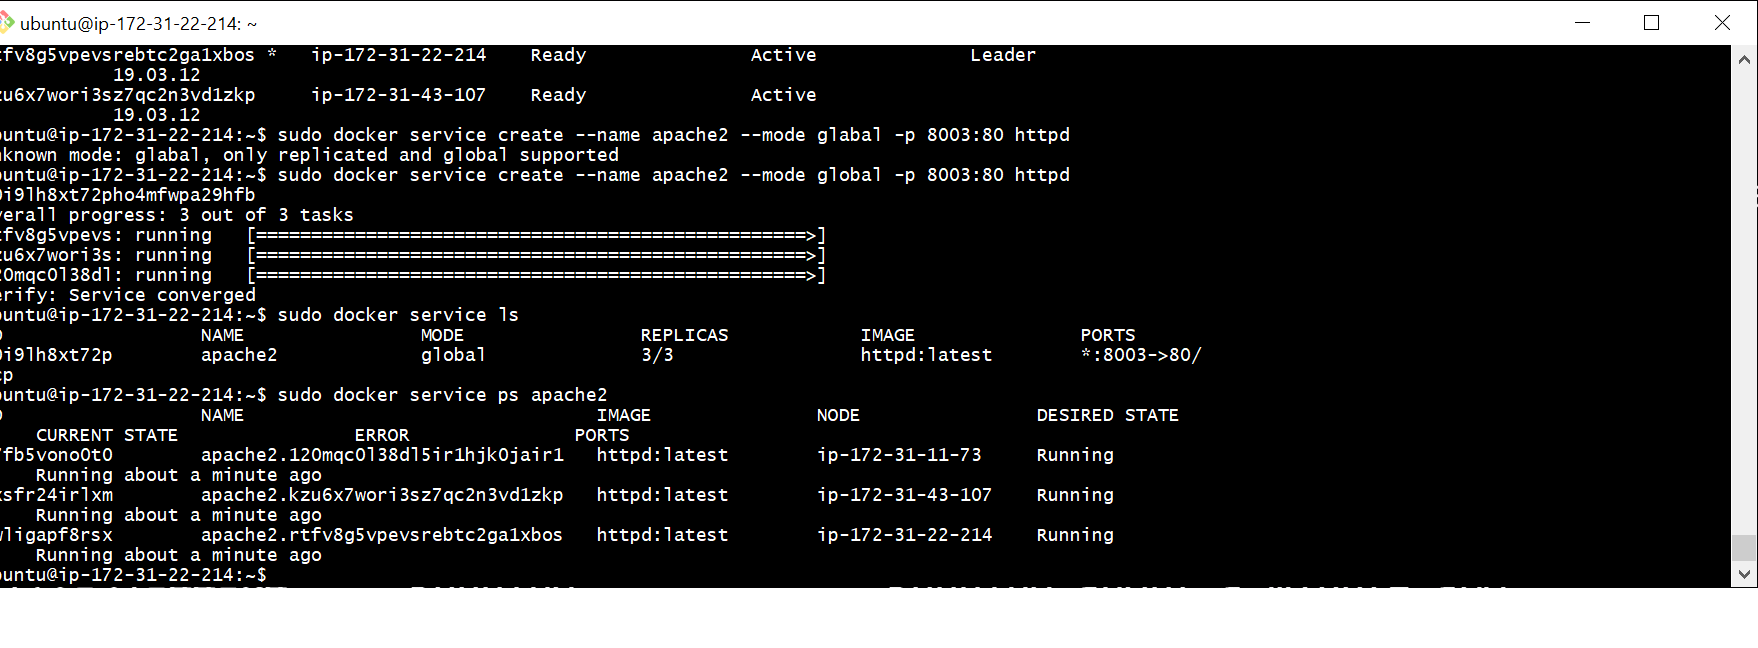 ubuntu@ip-172-31-22-214: ~
tfv8g5vpevsrebtc2ga1xbos * ip-172-31-22-214 Ready Active Leader
19.03.12
zu6x7wori3sz7qc2n3vd1zkp ip-172-31-43-107 Ready Active
19.03.12
buntu@ip-172-31-22-214:~$ sudo docker service create --name apache2 --mode glabal -p 8003:80 httpd
nknown mode: glabal, only replicated and global supported
buntu@ip-172-31-22-214:~$ sudo docker service create --name apache2 --mode global -p 8003:80 httpd
0i9lh8xt72pho4mfwpa29hfb
verall progress: 3 out of 3 tasks
tfv8g5vpevs: running [==================================================>]
zu6x7wori3s: running [==================================================>]
20mqc0l38dl: running [==================================================>]
erify: Service converged
buntu@ip-172-31-22-214:~$ sudo docker service ls
D NAME MODE REPLICAS IMAGE PORTS
0i9lh8xt72p apache2 global 3/3 httpd:latest *:8003->80/
cp
buntu@ip-172-31-22-214:~$ sudo docker service ps apache2
D NAME IMAGE NODE DESIRED STATE
CURRENT STATE ERROR PORTS
fb5vono0t0 apache2.120mqc0l38dl5ir1hjk0jair1 httpd:latest ip-172-31-11-73 Running
Running about a minute ago
sfr24irlxm apache2.kzu6x7wori3sz7qc2n3vd1zkp httpd:latest ip-172-31-43-107 Running
Running about a minute ago
ligapf8rsx apache2.rtfv8g5vpevsrebtc2ga1xbos httpd:latest ip-172-31-22-214 Running
Running about a minute ago
buntu@ip-172-31-22-214:~$